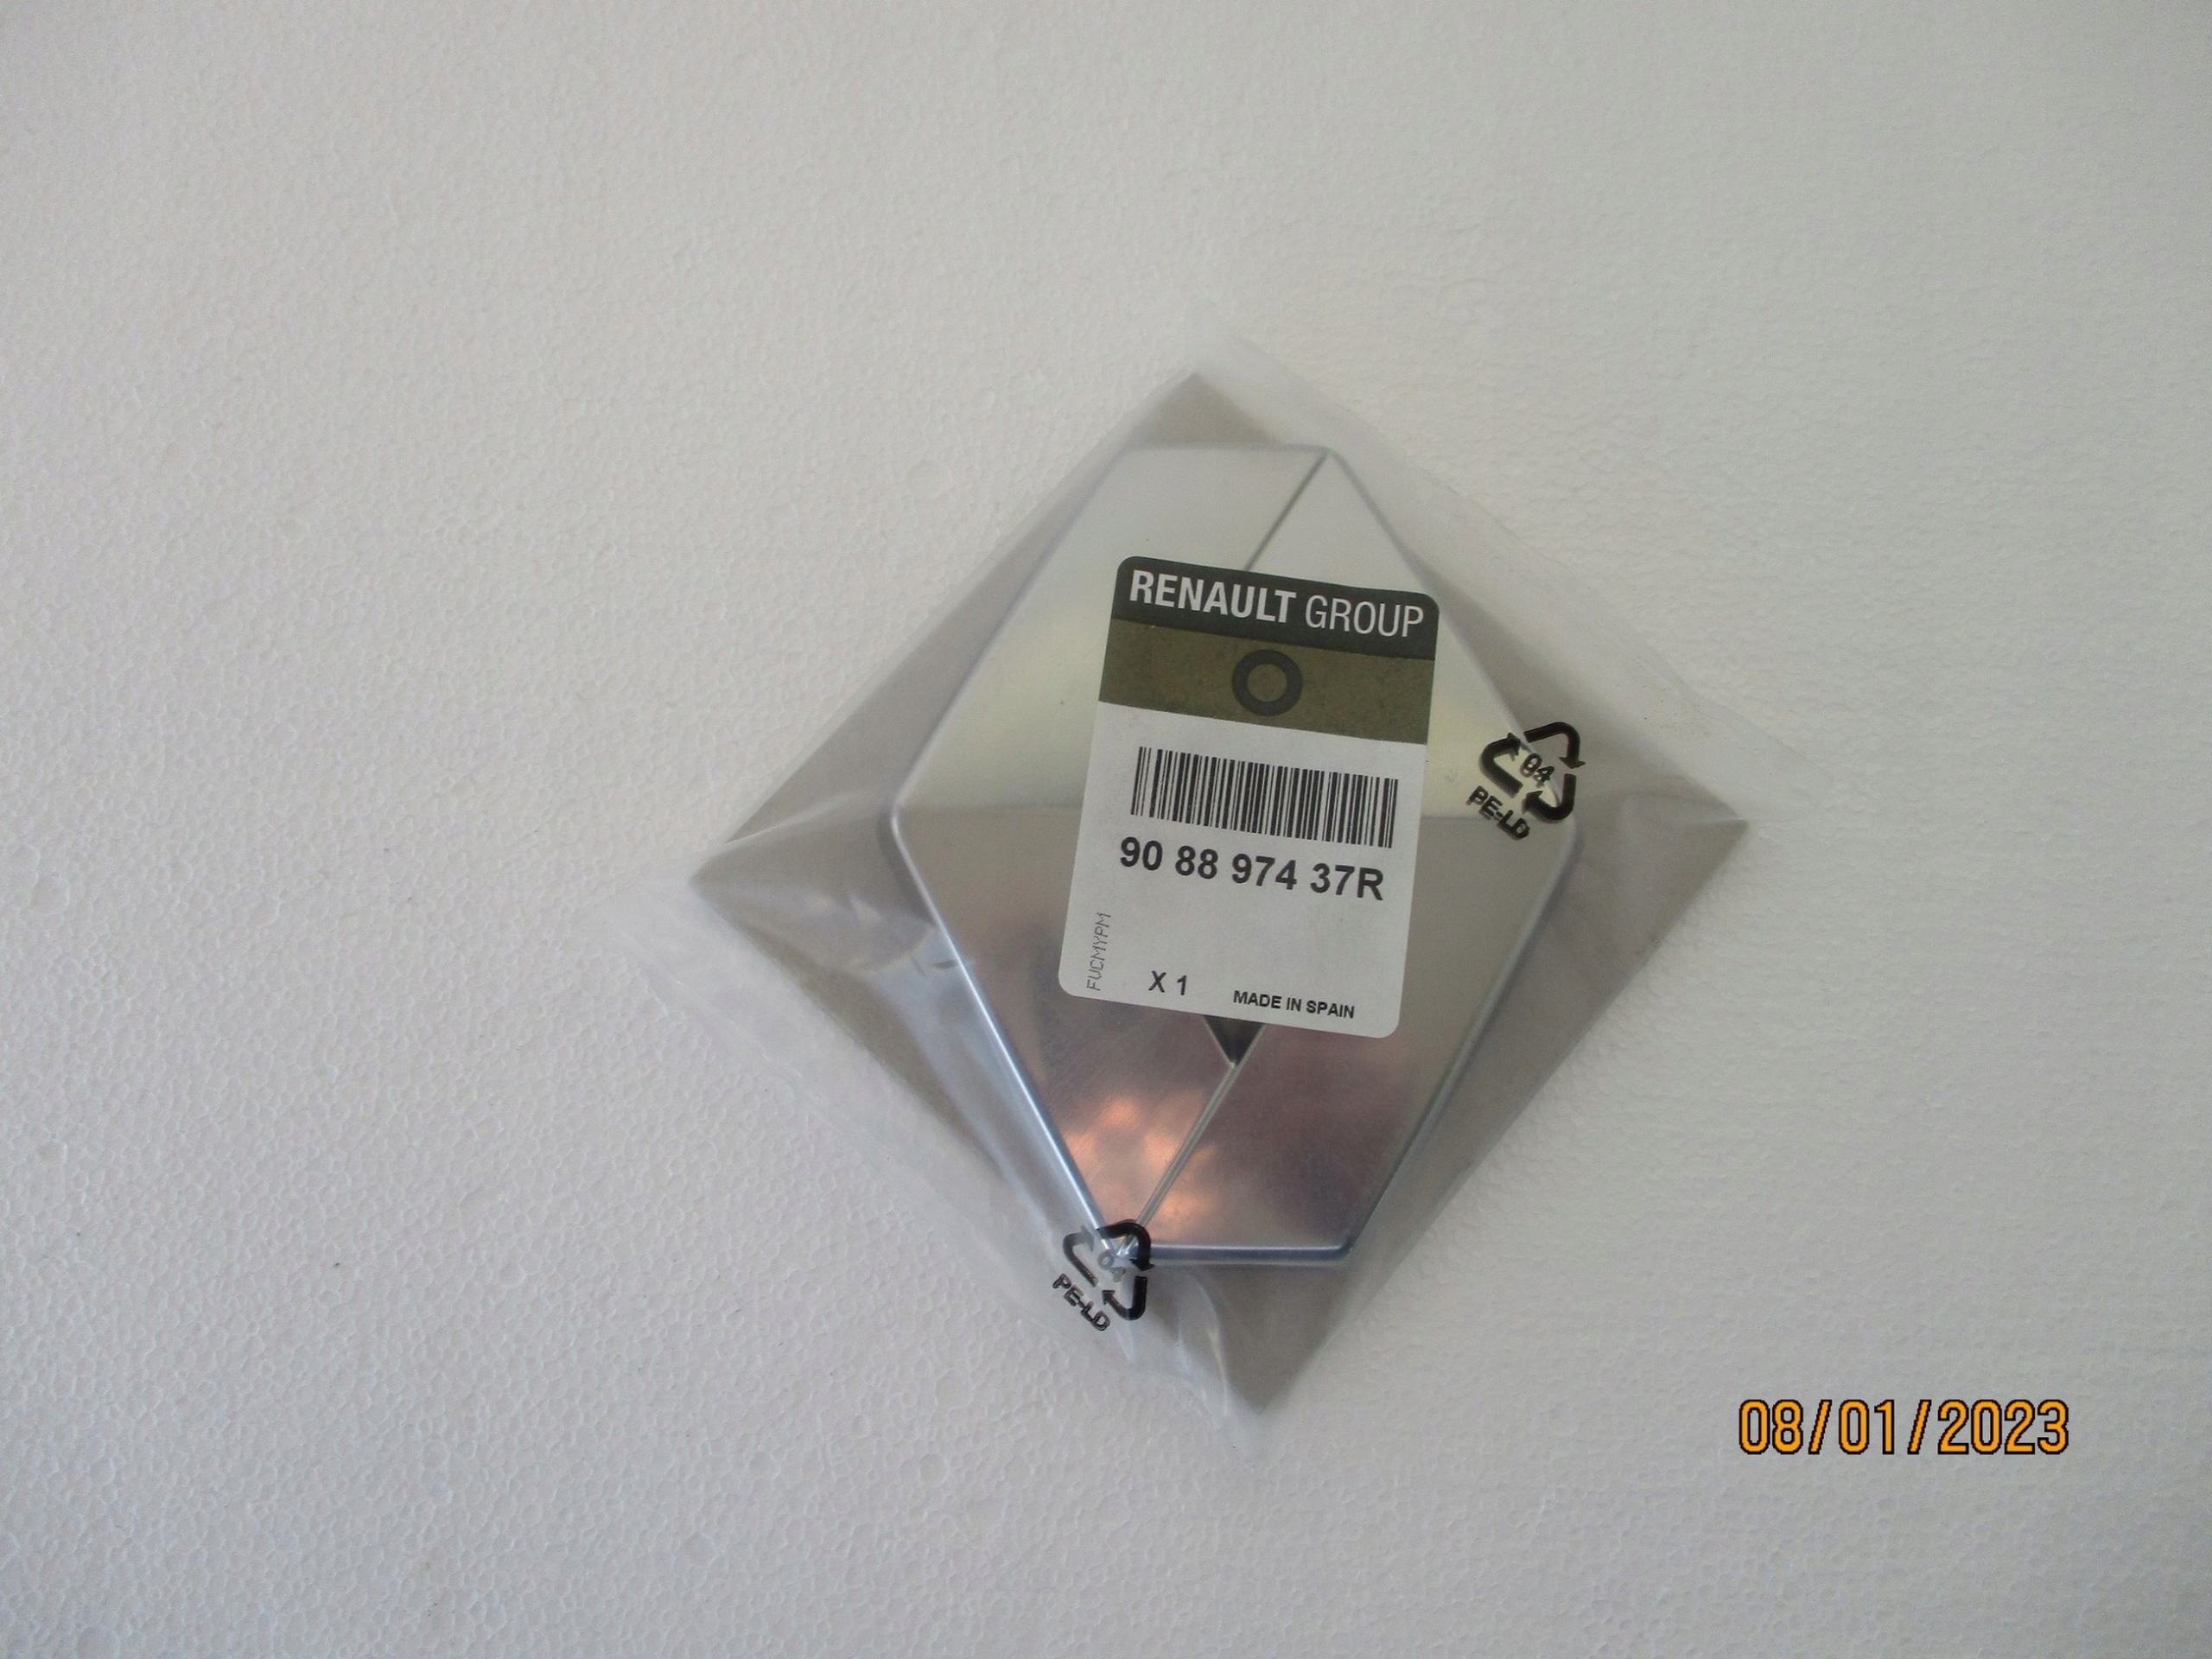 RENAULT GROUP
90 88 974 37R
FUCMYPM
X 1
MADE IN SPAIN
04
PE-LD
04
PE-LD
08/01/2023